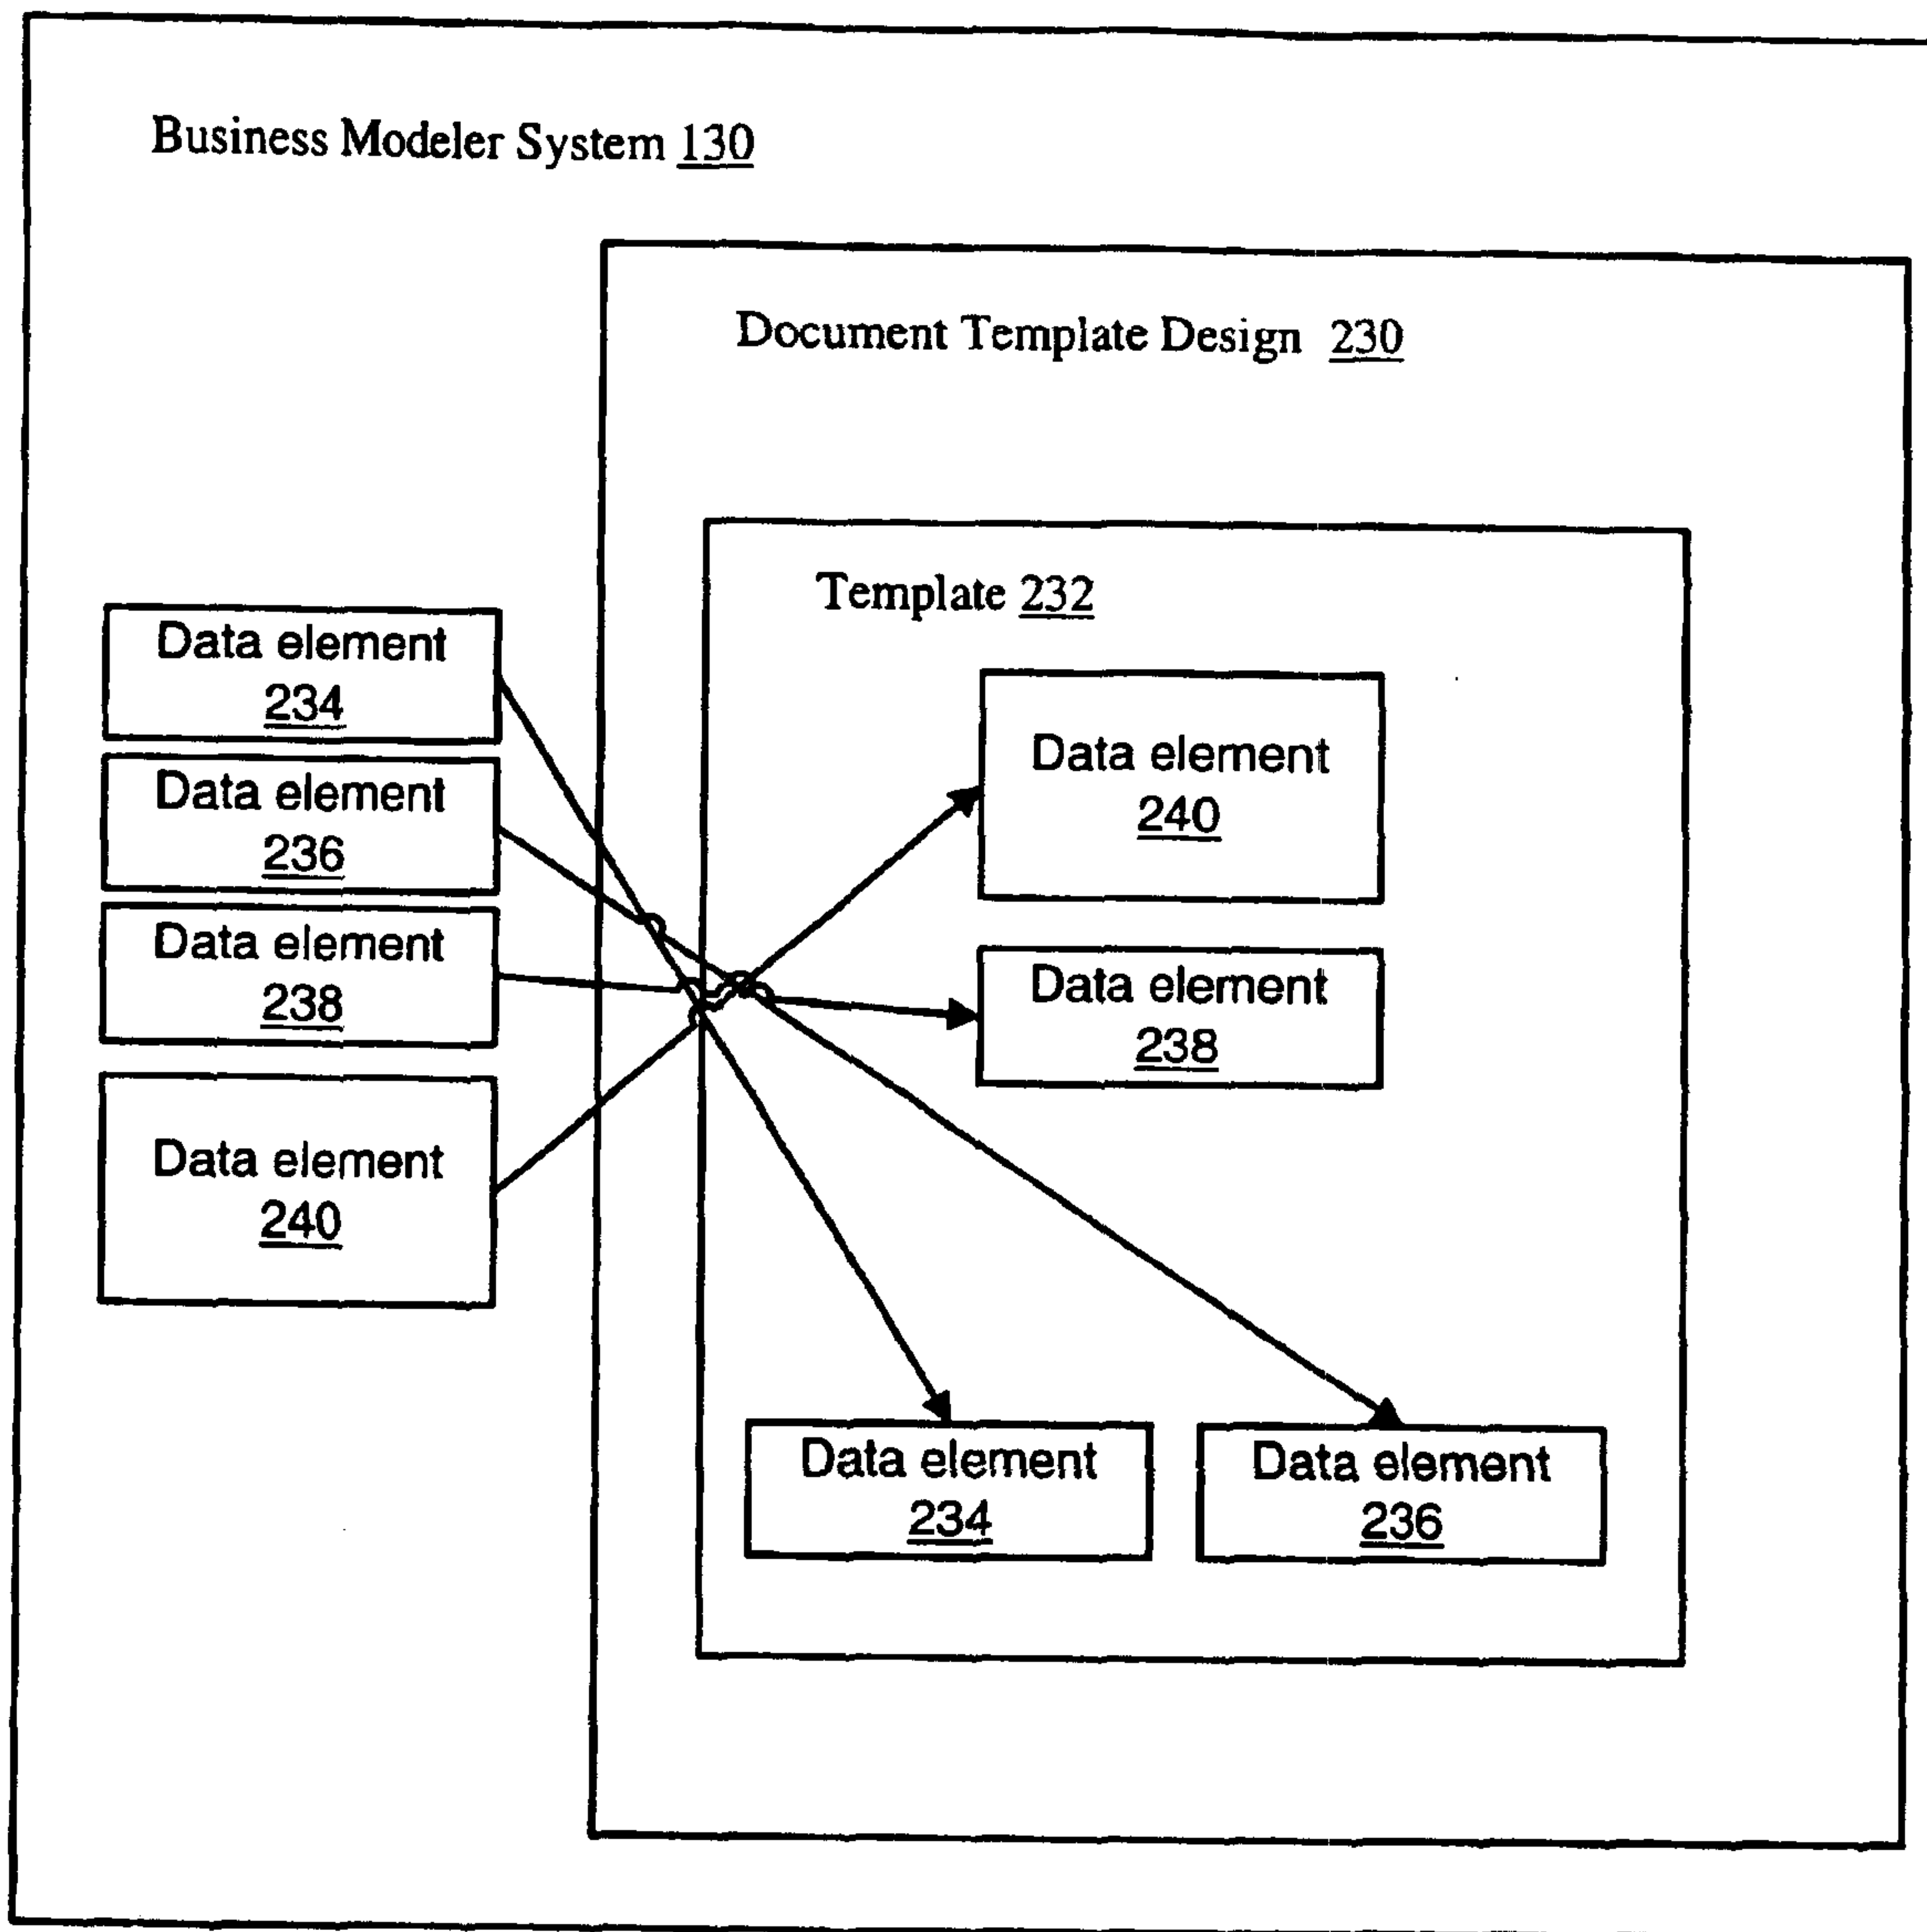 Business Modeler System 130
Document Template Design 230
Template 232
Data element
234
Data element
236
Data element
238
Data element
240
Data element
240
Data element
238
Data element
234
Data element
236